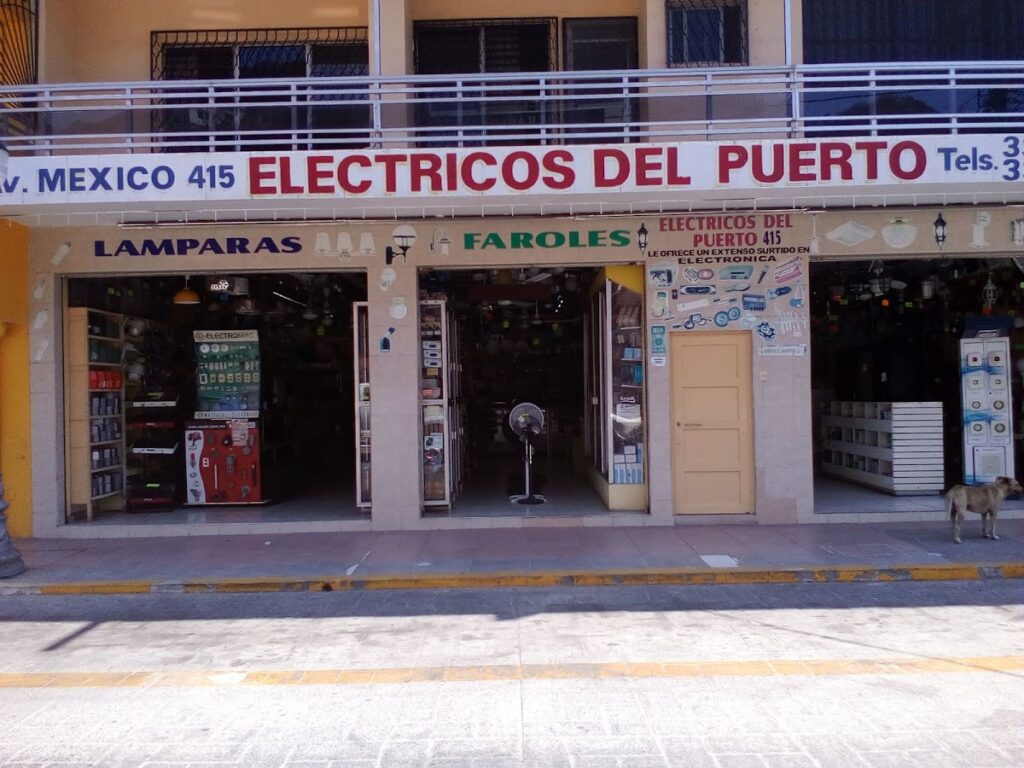 Av. MEXICO 415 ELECTRICOS DEL PUERTO Tels.
LAMPARAS
FAROLES
ELECTRICOS DEL
PUERTO 415
LE OFRECE UN EXTENSO SURTIDO EN
ELECTRONICA